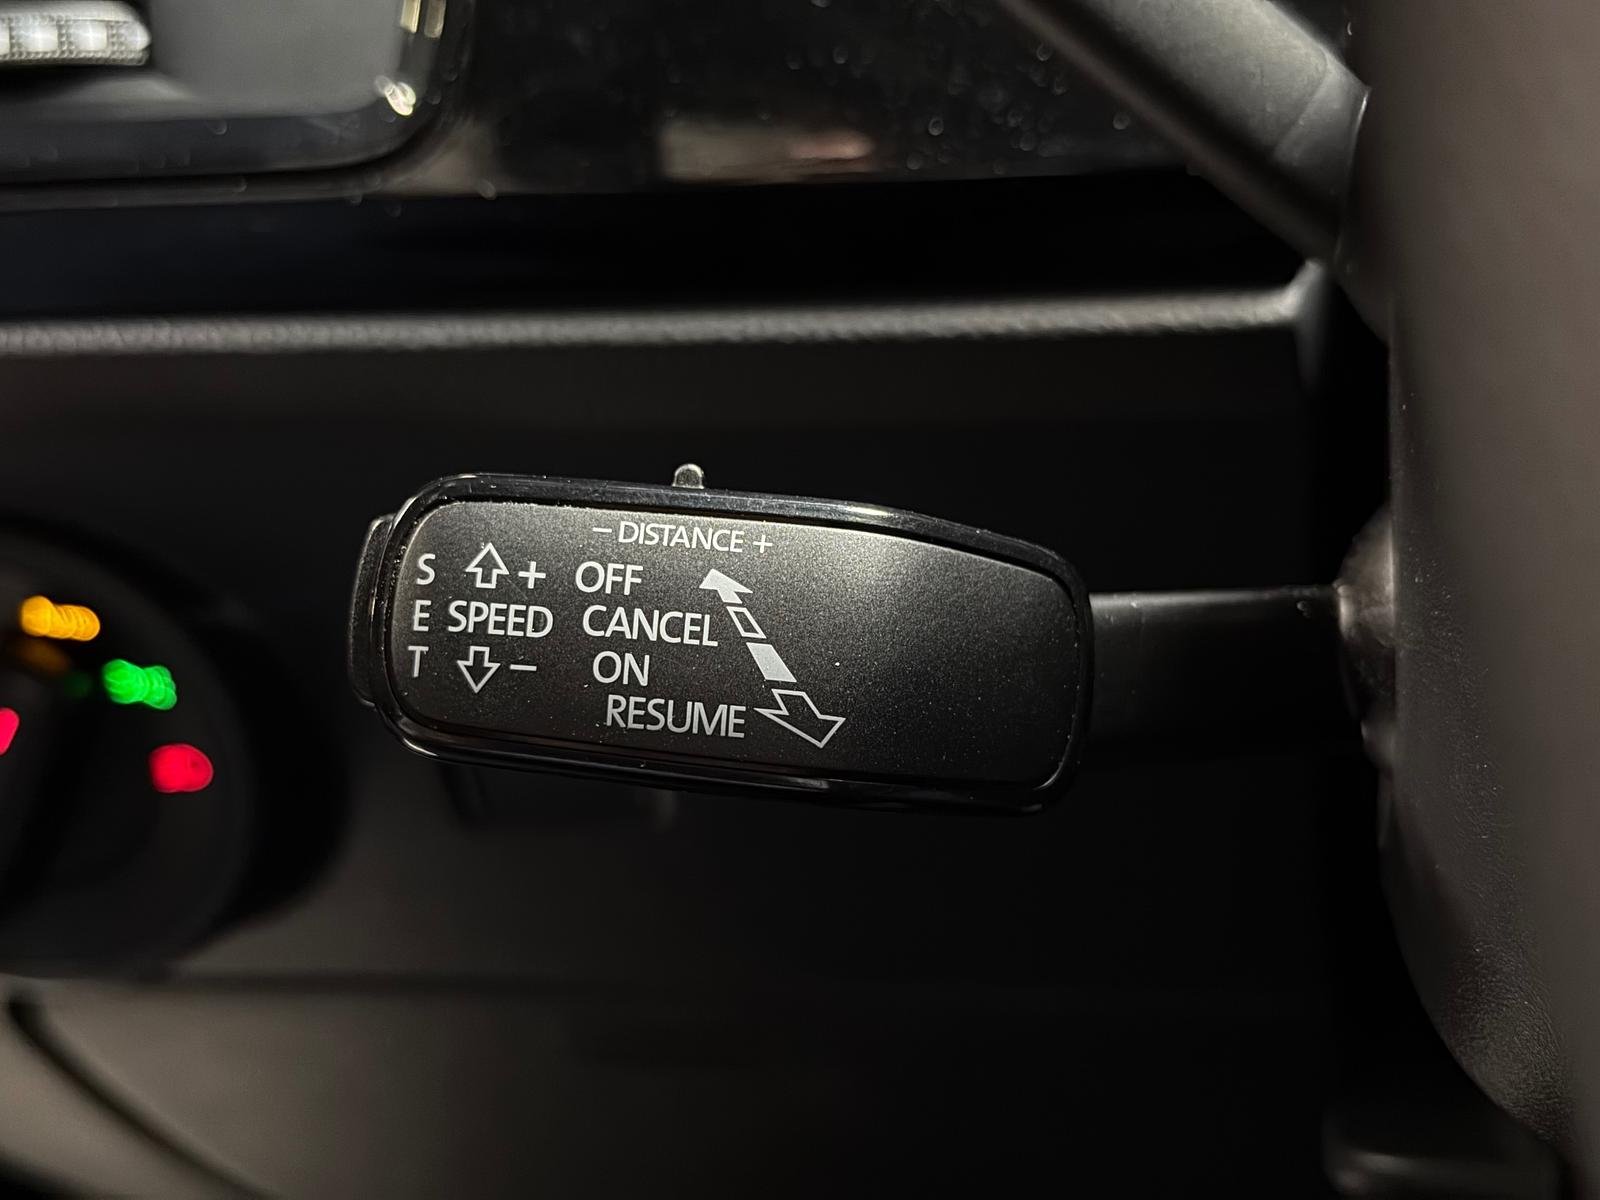 − DISTANCE +
S + OFF
E SPEED CANCEL
T − ON
RESUME